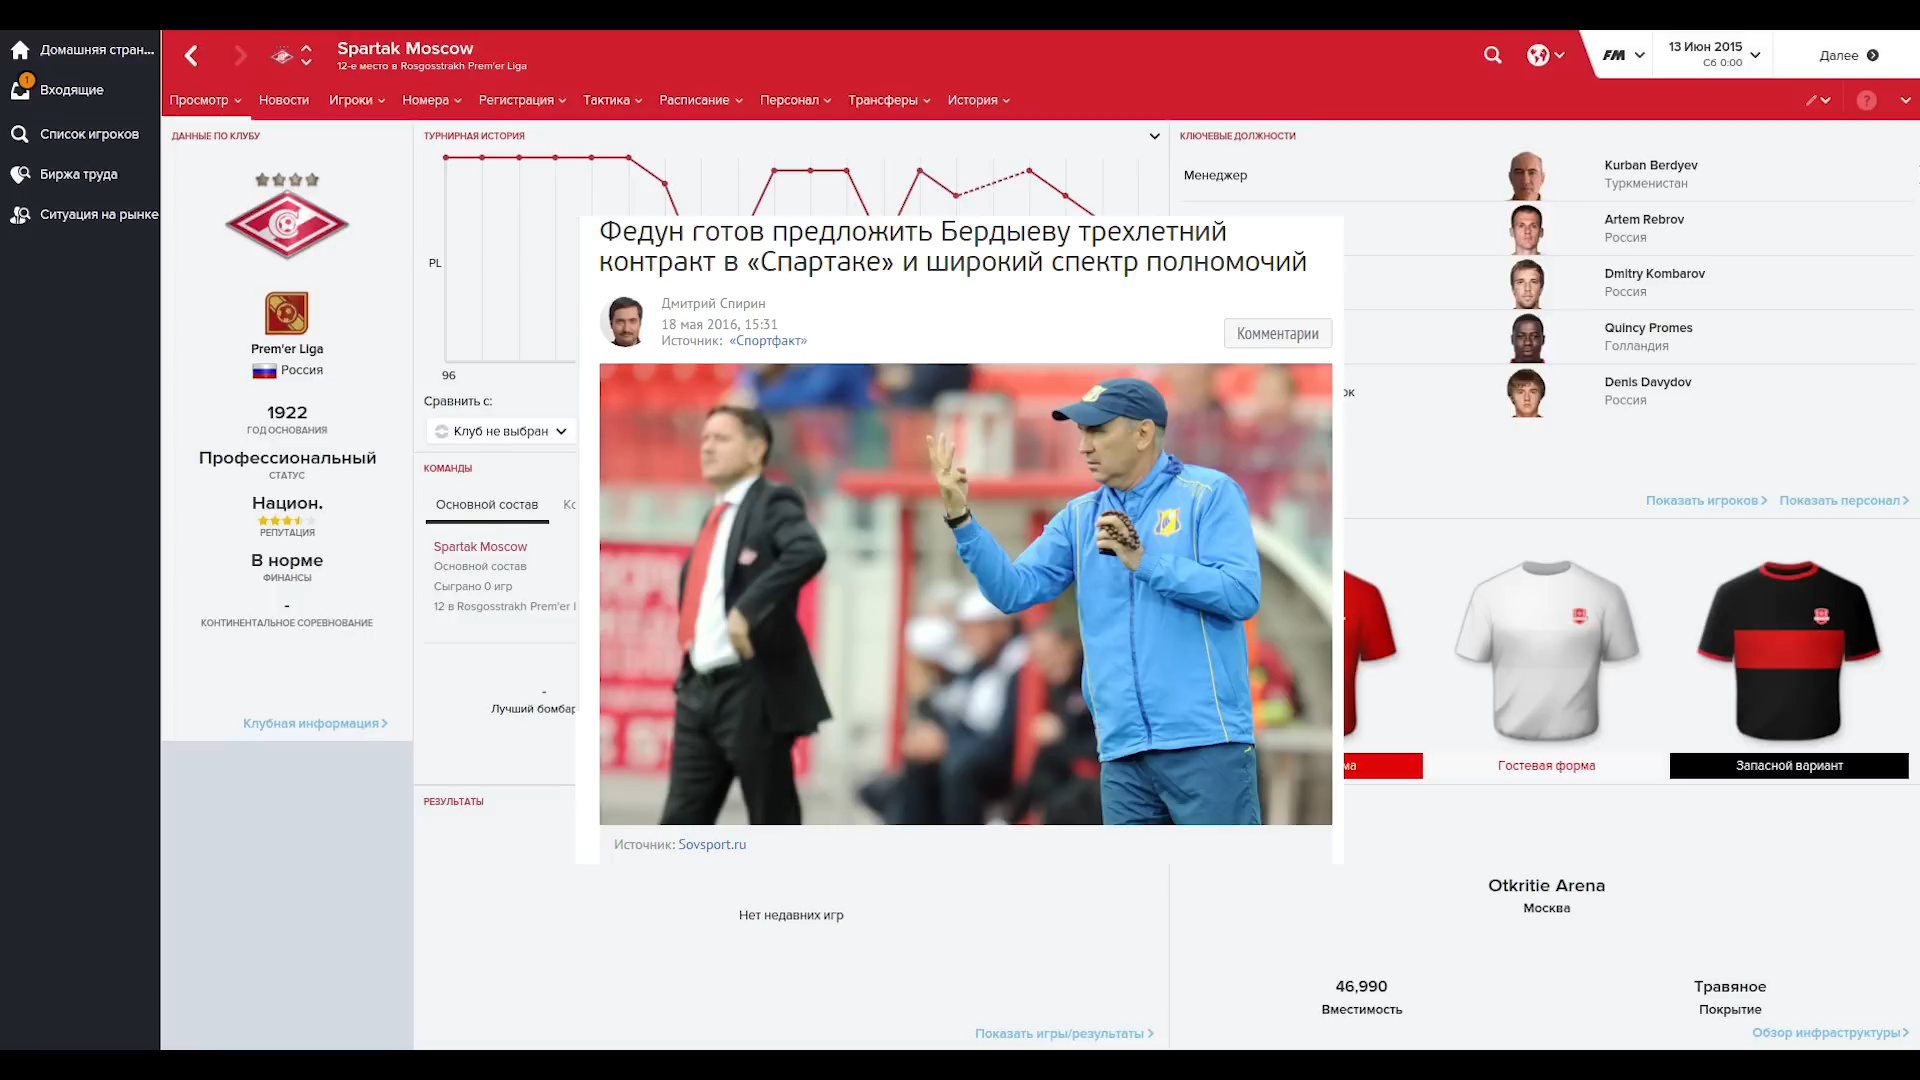 Домашняя стран...
1
Входящие
Список игроков
Биржа труда
Ситуация на рынке
Spartak Moscow
12-е место в Rosgosstrakh Prem'er Liga
FM
13 Июн 2015
Сб 0:00
Далее
Просмотр
Новости
Игроки
Номера
Регистрация
Тактика
Расписание
Персонал
Трансферы
История
?
ДАННЫЕ ПО КЛУБУ
Prem'er Liga
Россия
1922
ГОД ОСНОВАНИЯ
Профессиональный
СТАТУС
Национ.
РЕПУТАЦИЯ
В норме
ФИНАНСЫ
-
КОНТИНЕНТАЛЬНОЕ СОРЕВНОВАНИЕ
Клубная информация
ТУРНИРНАЯ ИСТОРИЯ
PL
96
Сравнить с:
Клуб не выбран
КОМАНДЫ
Основной состав
Ко
Spartak Moscow
Основной состав
Сыграно 0 игр
12 в Rosgosstrakh Prem'er l
-
Лучший бомбар
РЕЗУЛЬТАТЫ
Нет недавних игр
Показать игры/результаты
Федун готов предложить Бердыеву трехлетний
контракт в «Спартаке» и широкий спектр полномочий
Дмитрий Спирин
18 мая 2016, 15:31
Источник: «Спортфакт»
Комментарии
Источник: Sovsport.ru
КЛЮЧЕВЫЕ ДОЛЖНОСТИ
Менеджер
Kurban Berdyev
Туркменистан
Artem Rebrov
Россия
Dmitry Kombarov
Россия
Quincy Promes
Голландия
ок
Denis Davydov
Россия
Показать игроков
Показать персонал
ма
Гостевая форма
Запасной вариант
Otkritie Arena
Москва
46,990
Вместимость
Травяное
Покрытие
Обзор инфраструктуры